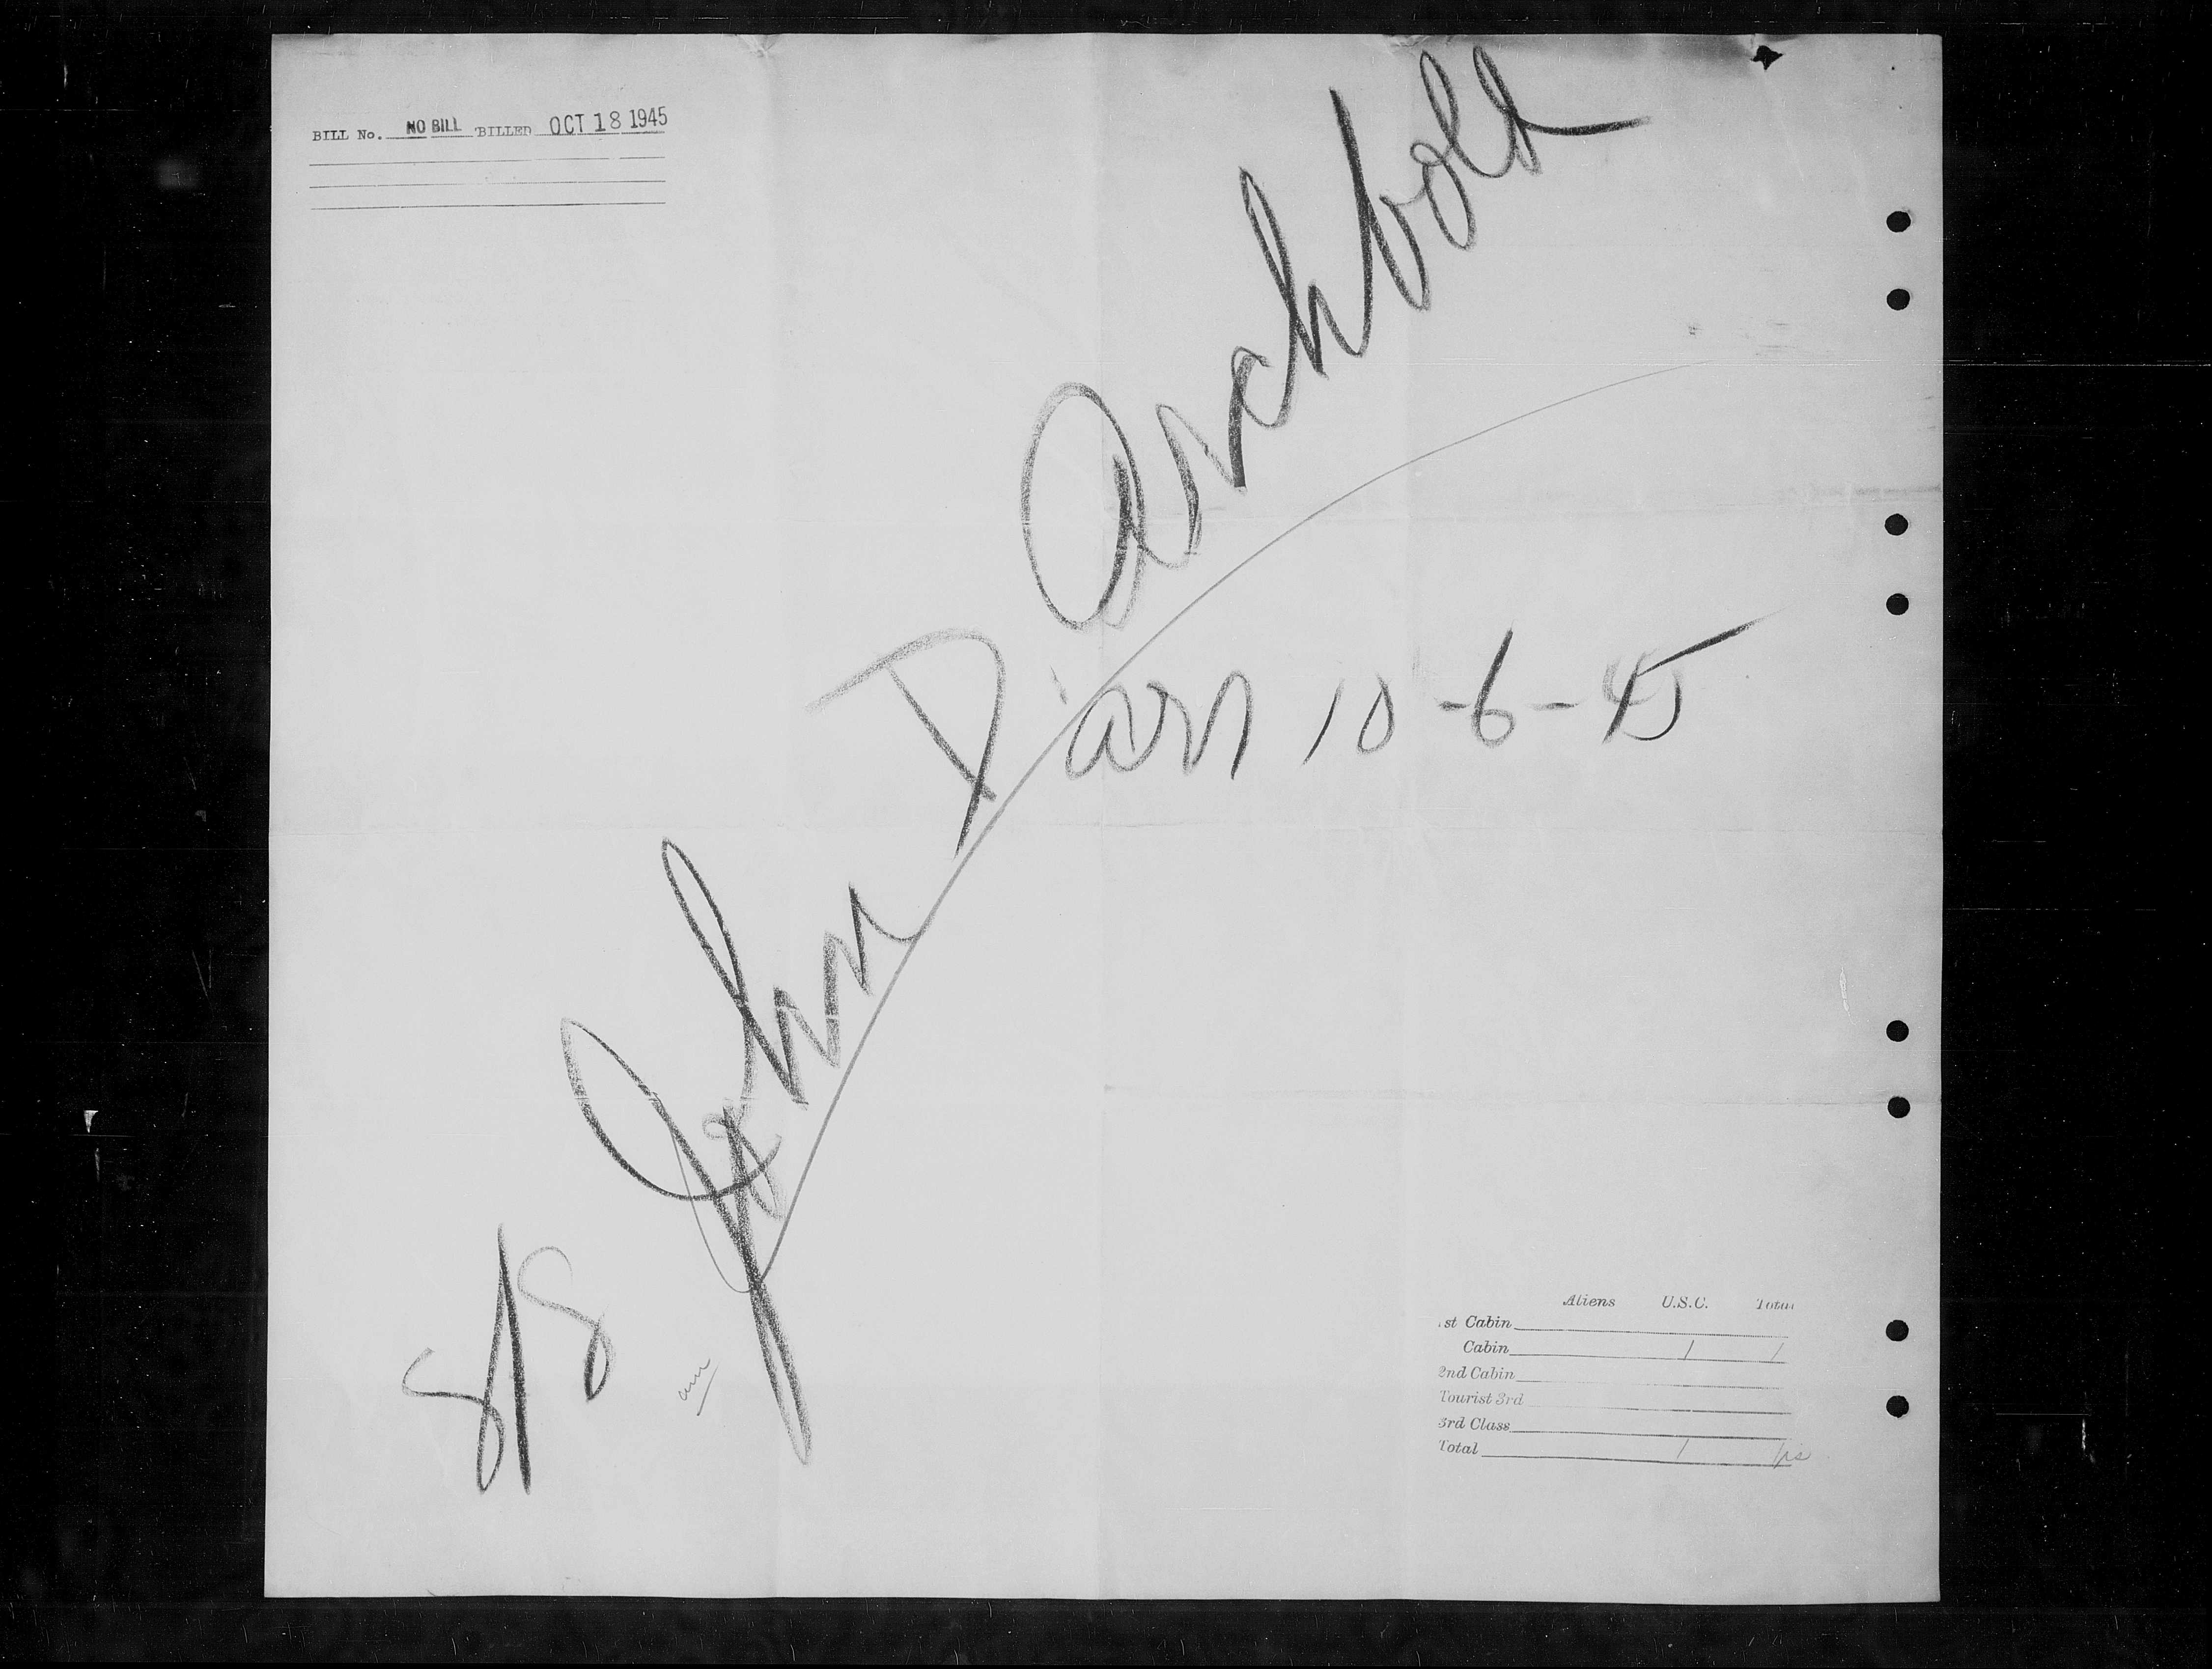 BILL No. NO BILL BILLED OCT 18 1945
S/S John D. Archbold
arr 10-6-45
Aliens U.S.C. Total
1st Cabin
Cabin 1 1
2nd Cabin
Tourist 3rd
3rd Class
Total 1 1